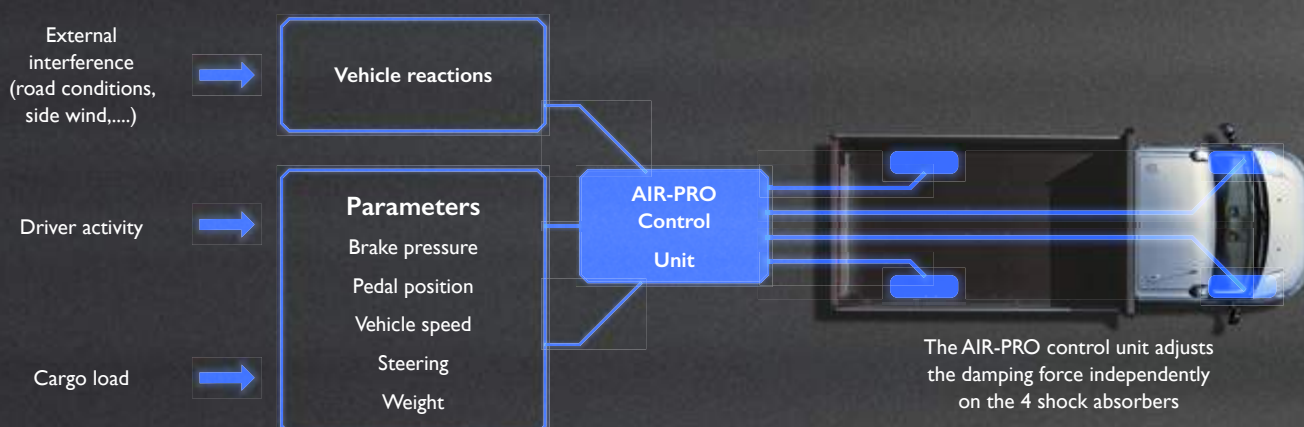 External
interference
(road conditions,
side wind,....)
Vehicle reactions
Driver activity
Cargo load
Parameters
Brake pressure
Pedal position
Vehicle speed
Steering
Weight
AIR-PRO
Control
Unit
The AIR-PRO control unit adjusts
the damping force independently
on the 4 shock absorbers